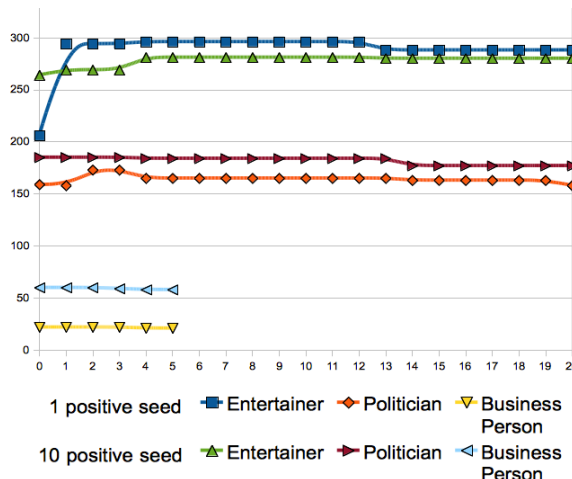 300
250
200
150
100
50
0
0 1 2 3 4 5 6 7 8 9 10 11 12 13 14 15 16 17 18 19 2
1 positive seed Entertainer Politician Business
Person
10 positive seed Entertainer Politician Business
Person